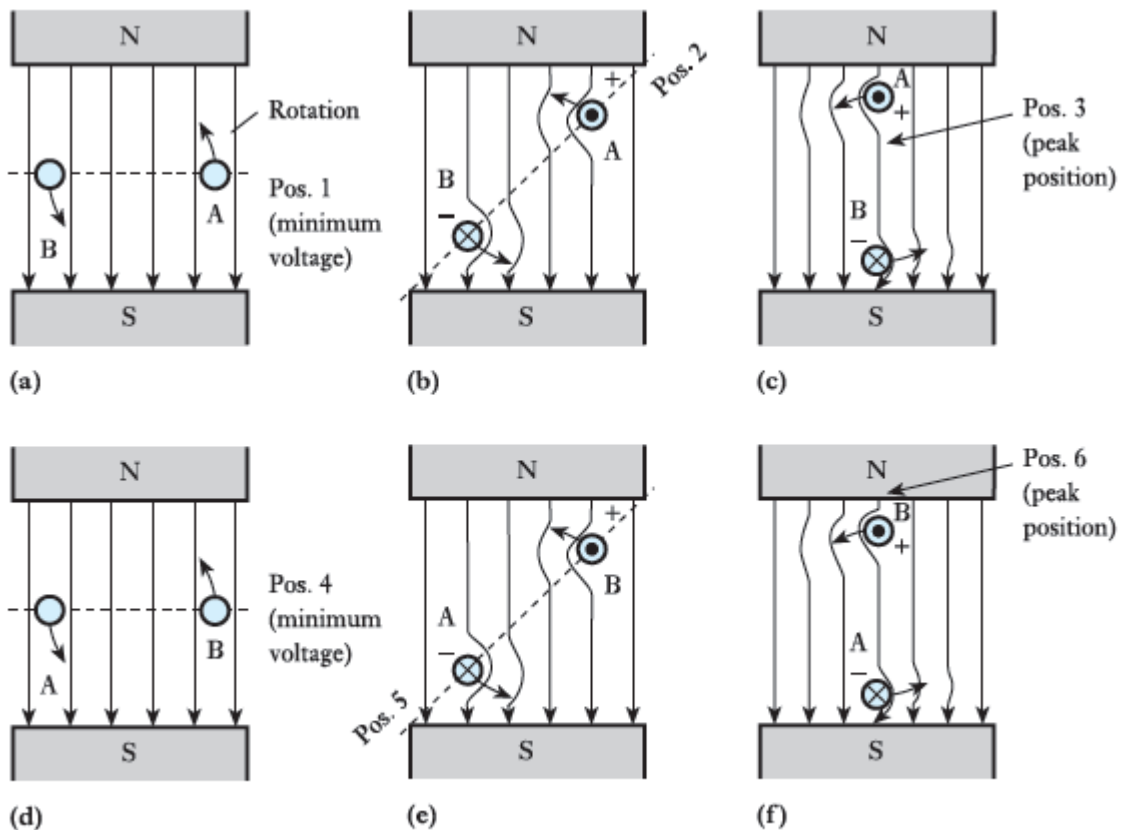 N
Rotation
A
B
Pos. 1
(minimum
voltage)
S
(a)
N
Pos. 2
+
A
B
−
S
(b)
N
A
+
Pos. 3
(peak
position)
B
−
S
(c)
N
Pos. 4
(minimum
voltage)
B
A
S
(d)
N
+
B
A
−
Pos. 5
S
(e)
N
Pos. 6
(peak
position)
B
+
A
−
S
(f)